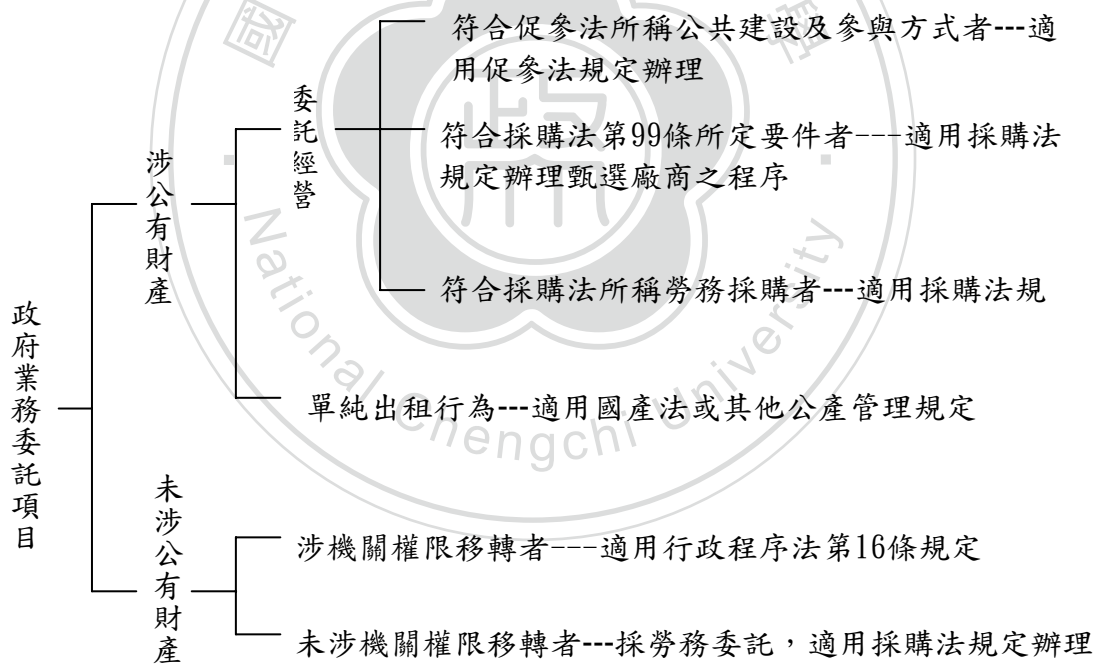 政府業務委託項目
涉公有財產
委託經營
符合促參法所稱公共建設及參與方式者---適
用促參法規定辦理
符合採購法第99條所定要件者---適用採購法
規定辦理甄選廠商之程序
符合採購法所稱勞務採購者---適用採購法規
單純出租行為---適用國產法或其他公產管理規定
未涉公有財產
涉機關權限移轉者---適用行政程序法第16條規定
未涉機關權限移轉者---採勞務委託，適用採購法規定辦理
National Chengchi University